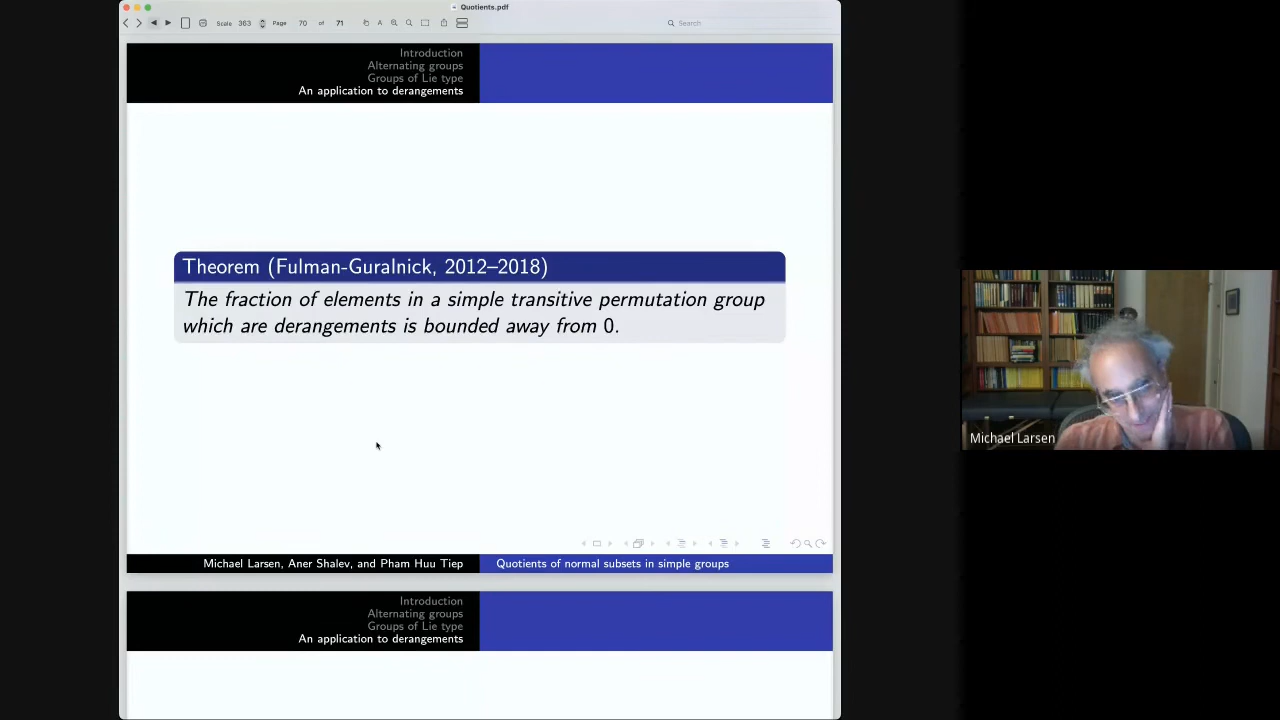 Quotients.pdf
Scale 363 Page 70 of 71 Search
Introduction
Alternating groups
Groups of Lie type
An application to derangements
Theorem (Fulman-Guralnick, 2012–2018)
The fraction of elements in a simple transitive permutation group
which are derangements is bounded away from 0.
Michael Larsen, Aner Shalev, and Pham Huu Tiep Quotients of normal subsets in simple groups
Introduction
Alternating groups
Groups of Lie type
An application to derangements
Michael Larsen